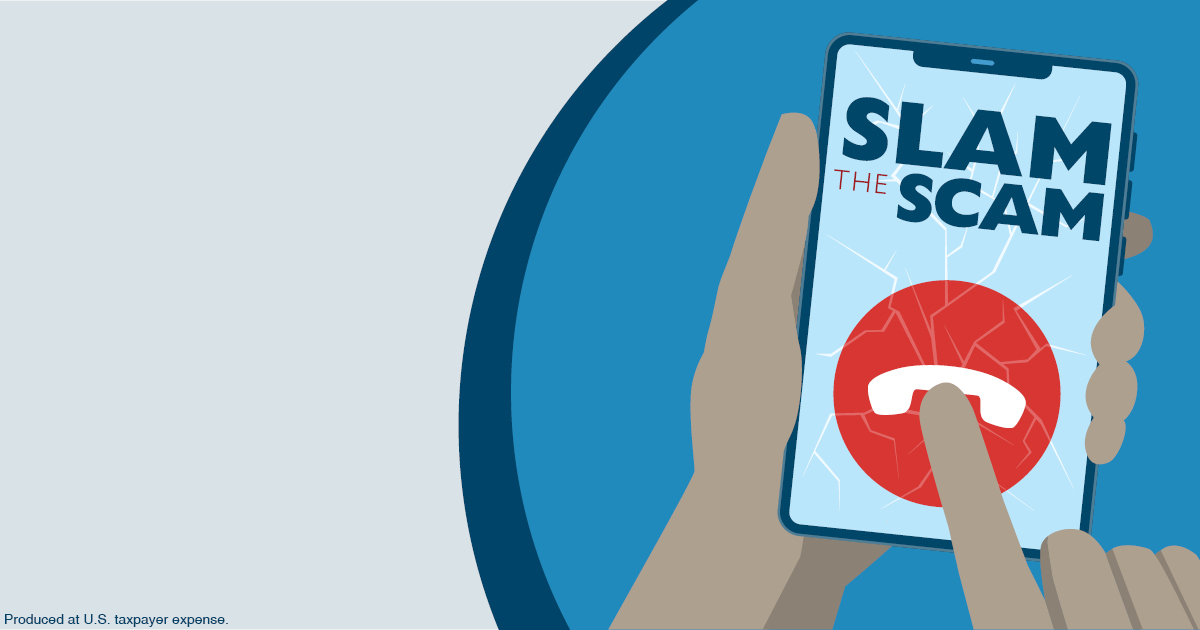 SLAM
THE SCAM
Produced at U.S. taxpayer expense.